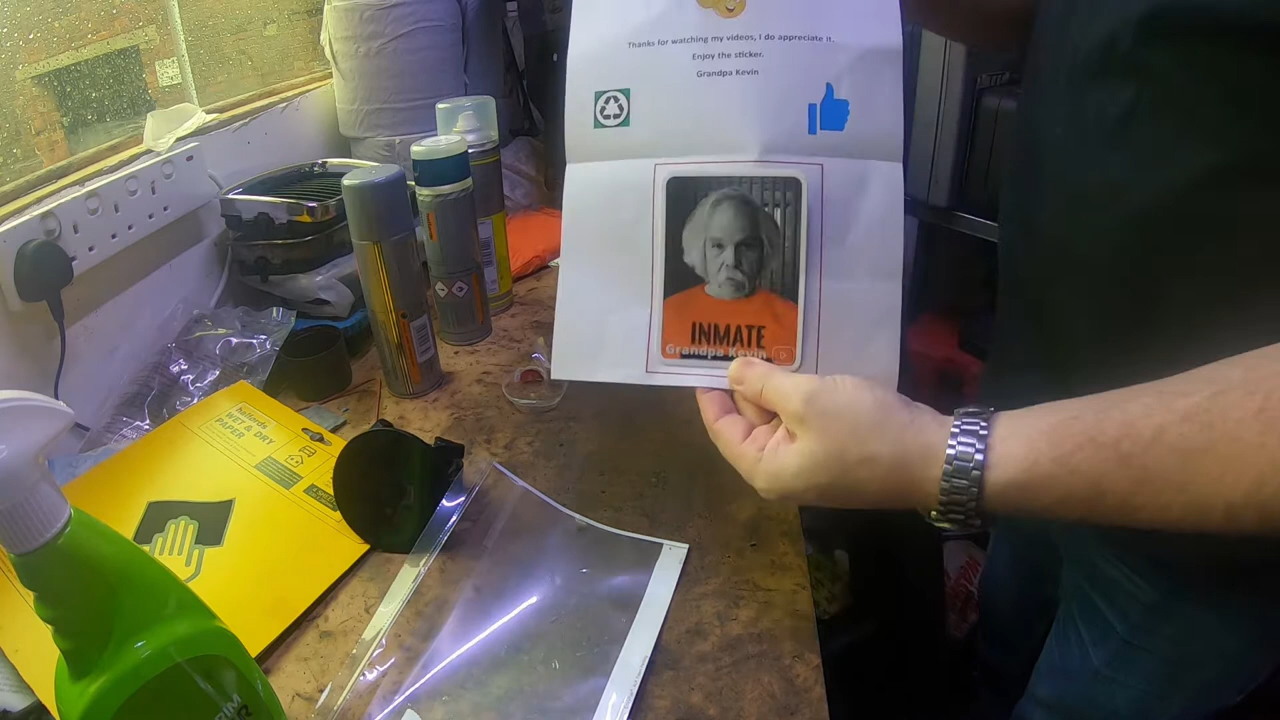 Thanks for watching my videos, I do appreciate it.
Enjoy the sticker.
Grandpa Kevin
INMATE
Grandpa Kevin
halfords
WET & DRY
PAPER